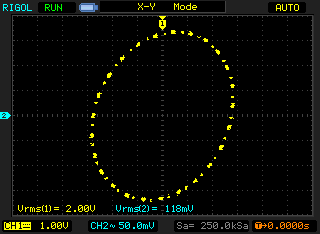 RIGOL RUN X-Y Mode AUTO
1
2
Vrms(1)= 2.00V Vrms(2)= 118mV
CH1 1.00V CH2~ 50.0mV Sa= 250.0kSa T→0.0000s